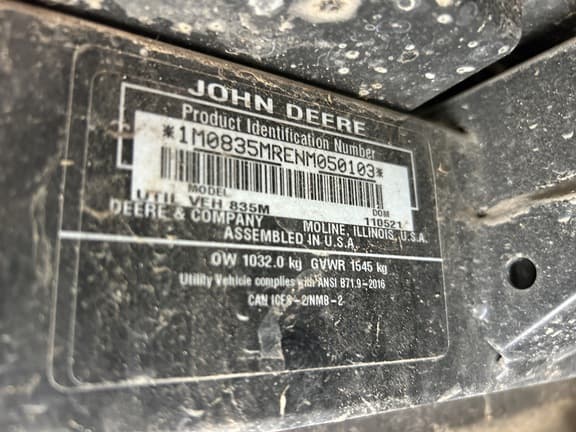 JOHN DEERE
Product Identification Number
*1M0835MRENM050103*
MODEL DOM
UTIL VEH 835M 110521
DEERE & COMPANY MOLINE, ILLINOIS, U.S.A.
ASSEMBLED IN U.S.A.
OW 1032.0 kg GVWR 1545 kg
Utility Vehicle complies with ANSI B71.9-2016
CAN ICES-2/NMB-2